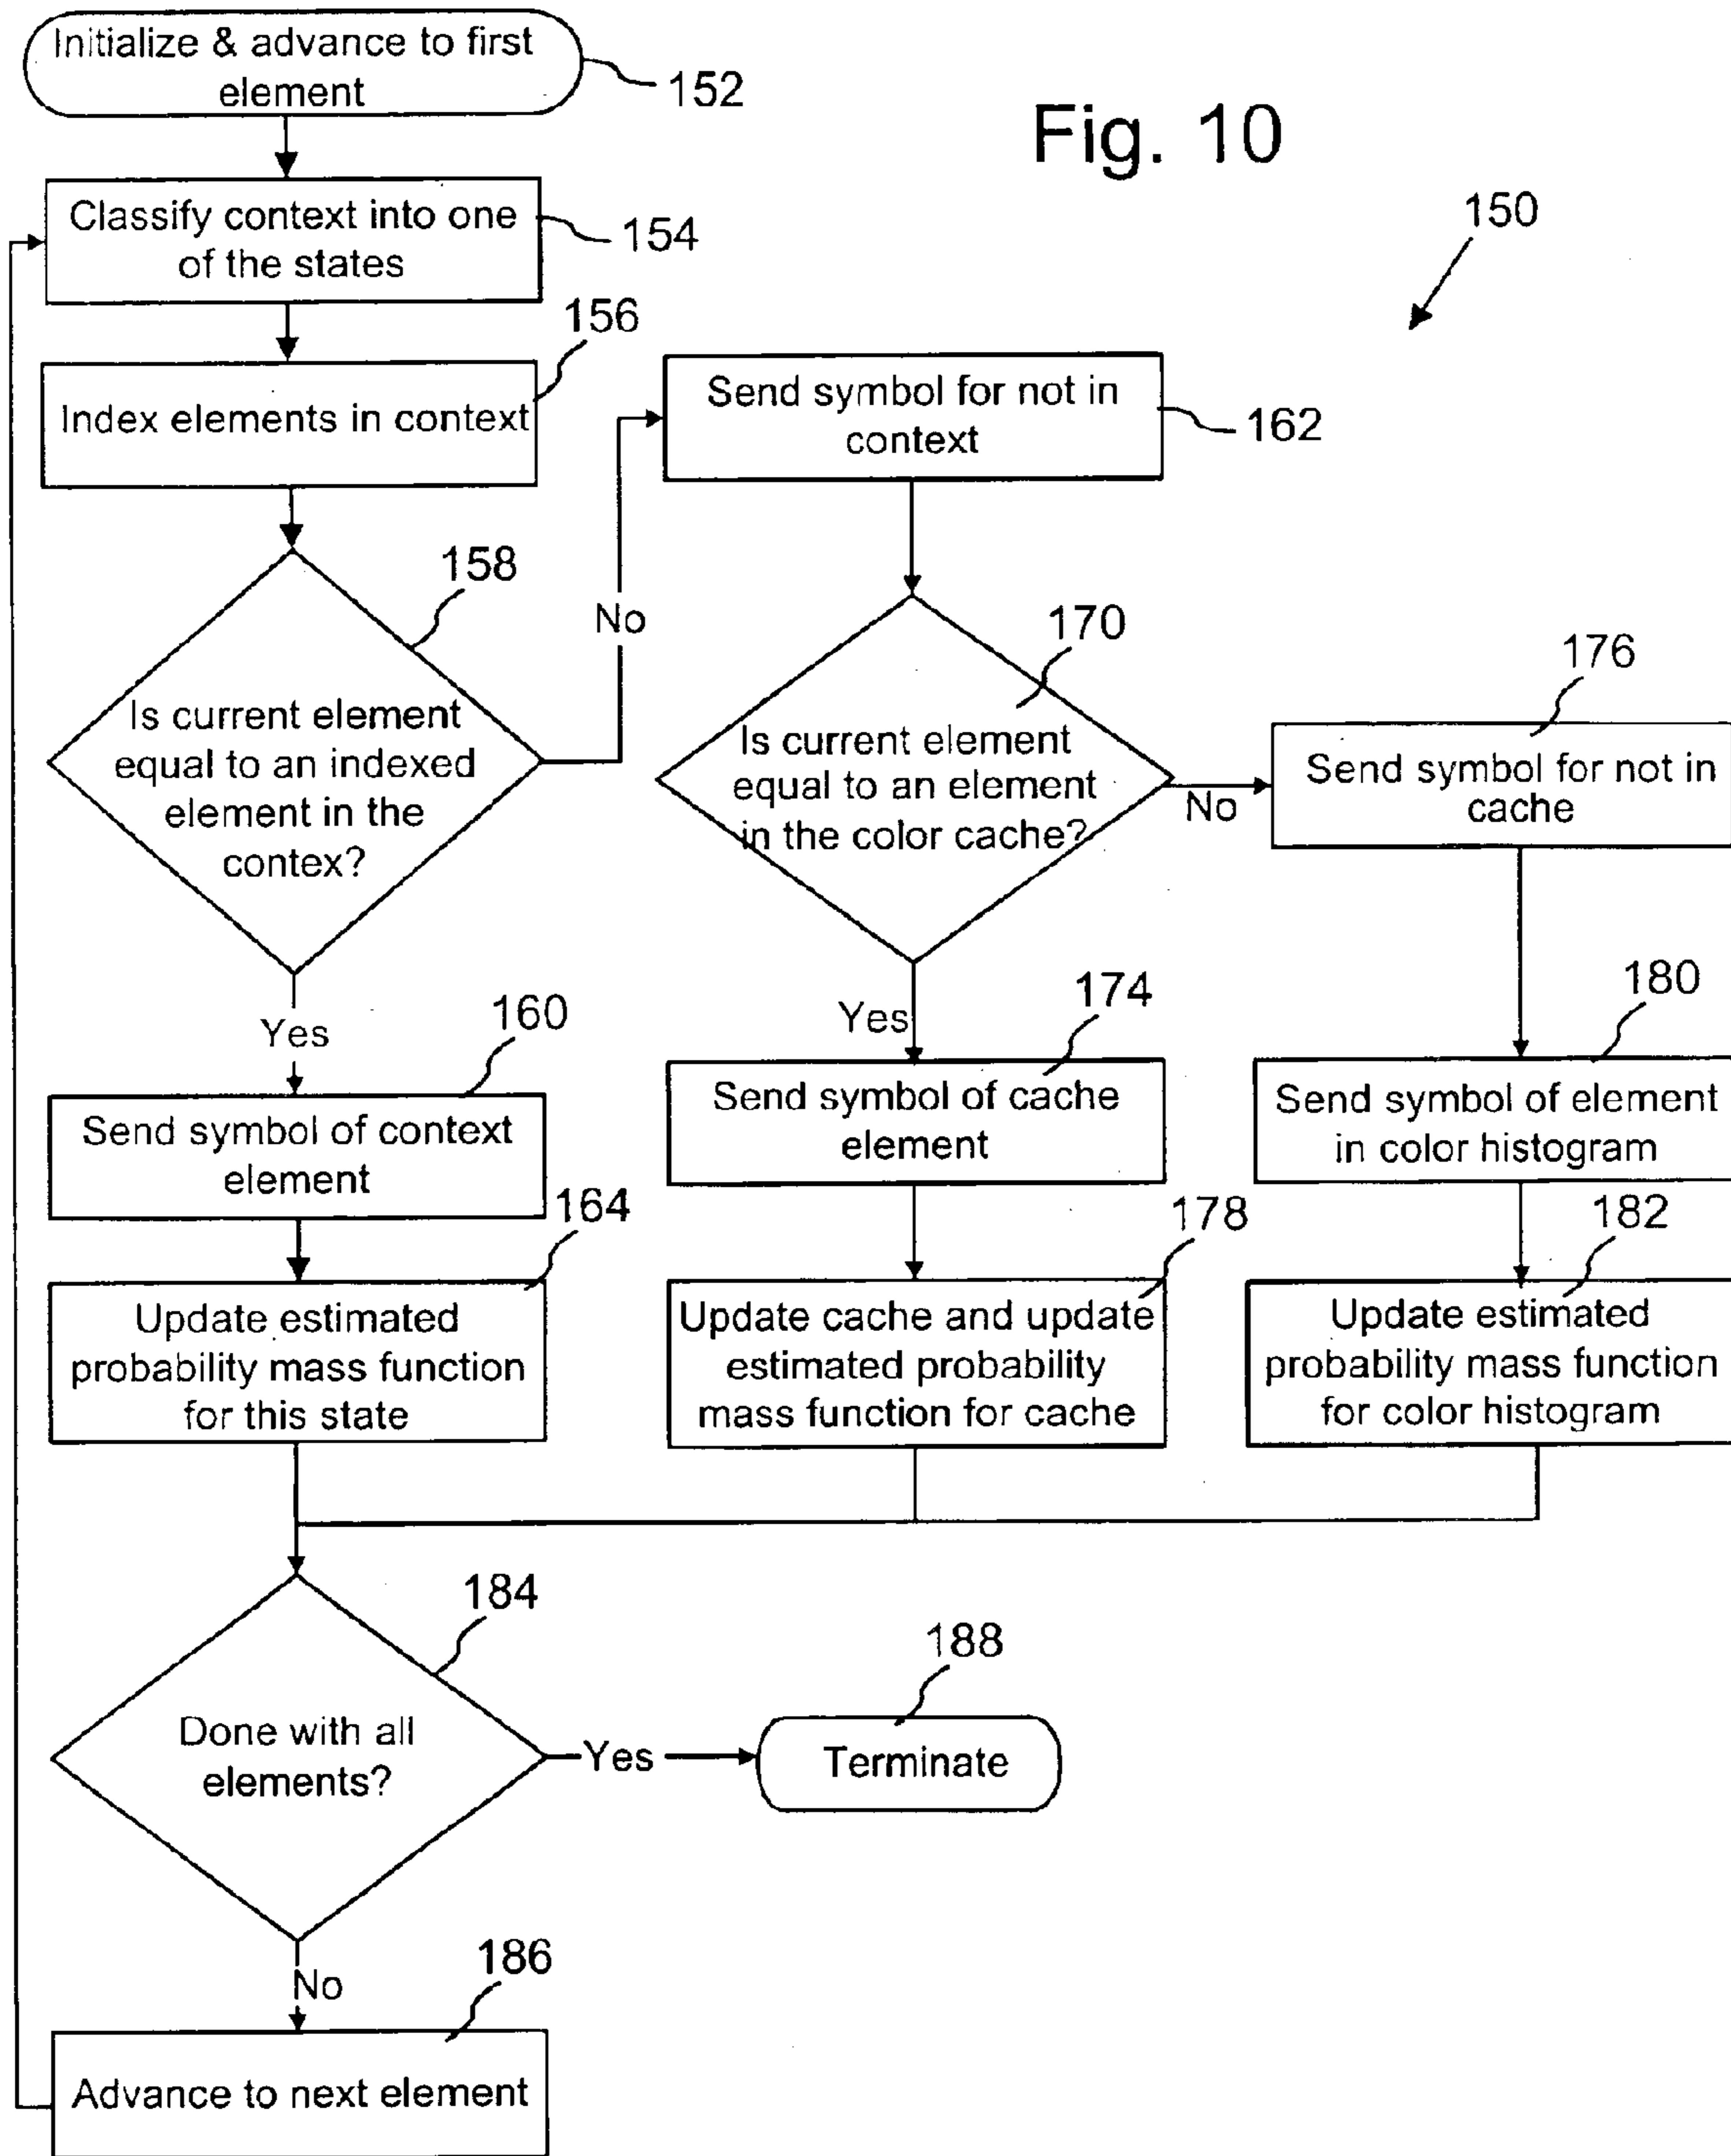 Initialize & advance to first
element
152
Fig. 10
150
Classify context into one
of the states
154
156
Index elements in context
Send symbol for not in
context
162
158
No
Is current element
equal to an indexed
element in the
contex?
170
Is current element
equal to an element
in the color cache?
No
176
Send symbol for not in
cache
Yes
160
Send symbol of context
element
Yes
174
Send symbol of cache
element
180
Send symbol of element
in color histogram
164
Update estimated
probability mass function
for this state
178
Update cache and update
estimated probability
mass function for cache
182
Update estimated
probability mass function
for color histogram
184
Done with all
elements?
Yes
188
Terminate
No
186
Advance to next element